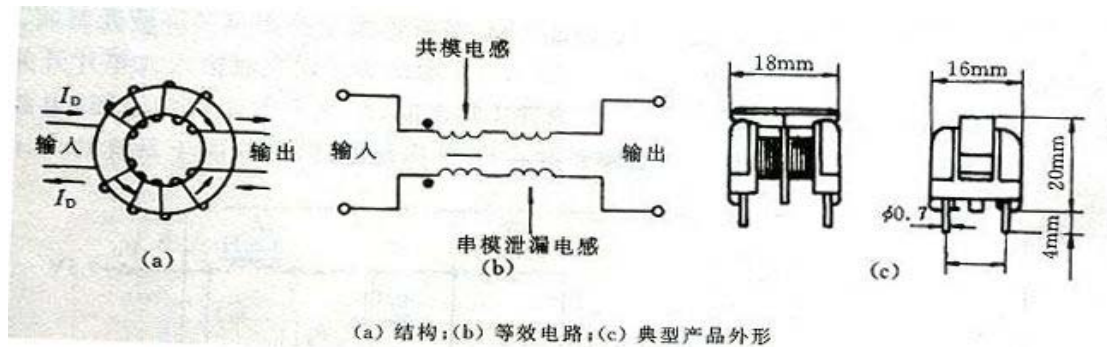 I_D
输入
输出
I_D
(a)
共模电感
输入
输出
串模泄漏电感
(b)
18mm
16mm
20mm
4mm
ϕ0.7
(c)
(a) 结构;(b) 等效电路;(c) 典型产品外形